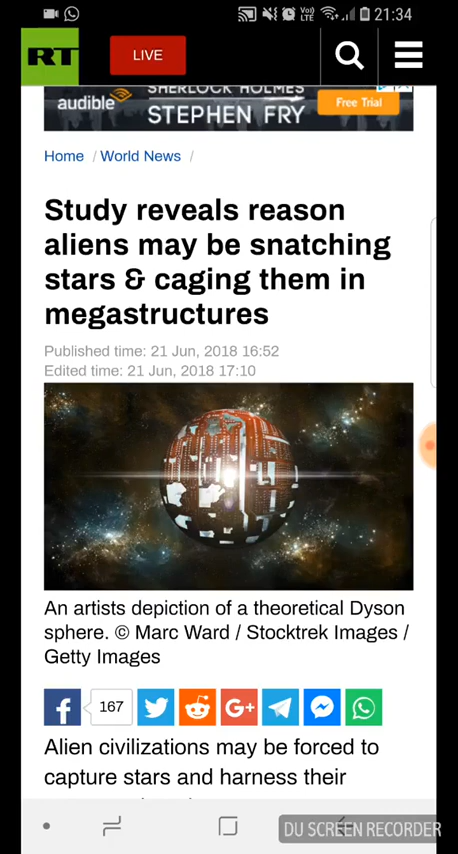 Vo))
LTE
21:34
RT
LIVE
audible
SHERLOCK HOLMES
STEPHEN FRY
Free Trial
Home / World News /
Study reveals reason
aliens may be snatching
stars & caging them in
megastructures
Published time: 21 Jun, 2018 16:52
Edited time: 21 Jun, 2018 17:10
An artists depiction of a theoretical Dyson
sphere. © Marc Ward / Stocktrek Images /
Getty Images
f
167
G+
Alien civilizations may be forced to
capture stars and harness their
DU SCREEN RECORDER